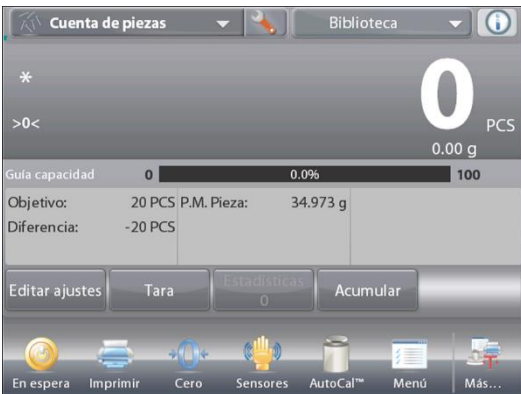 Cuenta de piezas Biblioteca
*
0
>0< PCS
0.00 g
Guía capacidad 0 0.0% 100
Objetivo: 20 PCS P.M. Pieza: 34.973 g
Diferencia: -20 PCS
Editar ajustes Tara Estadísticas Acumular
0
En espera Imprimir Cero Sensores AutoCal™ Menú Más...